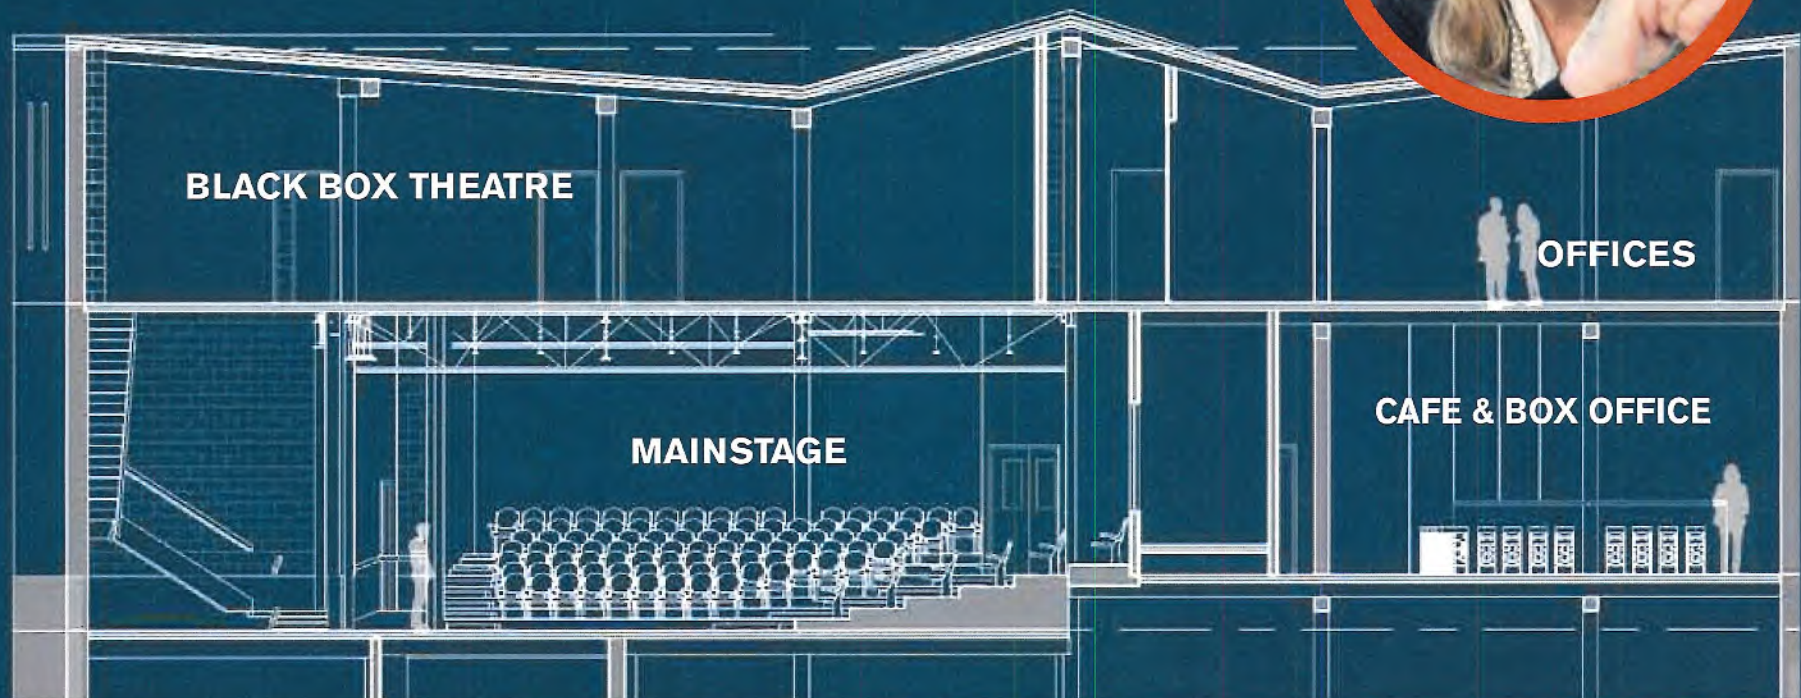 BLACK BOX THEATRE
OFFICES
CAFE & BOX OFFICE
MAINSTAGE